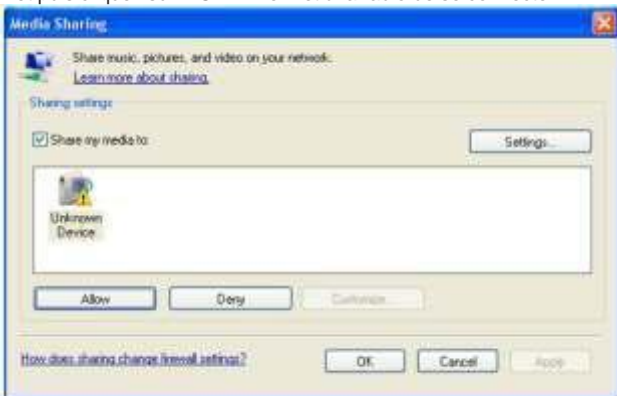 Media Sharing
Share music, pictures, and video on your network.
Learn more about sharing.
Sharing settings
Share my media to:
Settings...
Unknown
Device
Allow
Deny
Customize...
How does sharing change firewall settings?
OK
Cancel
Apply